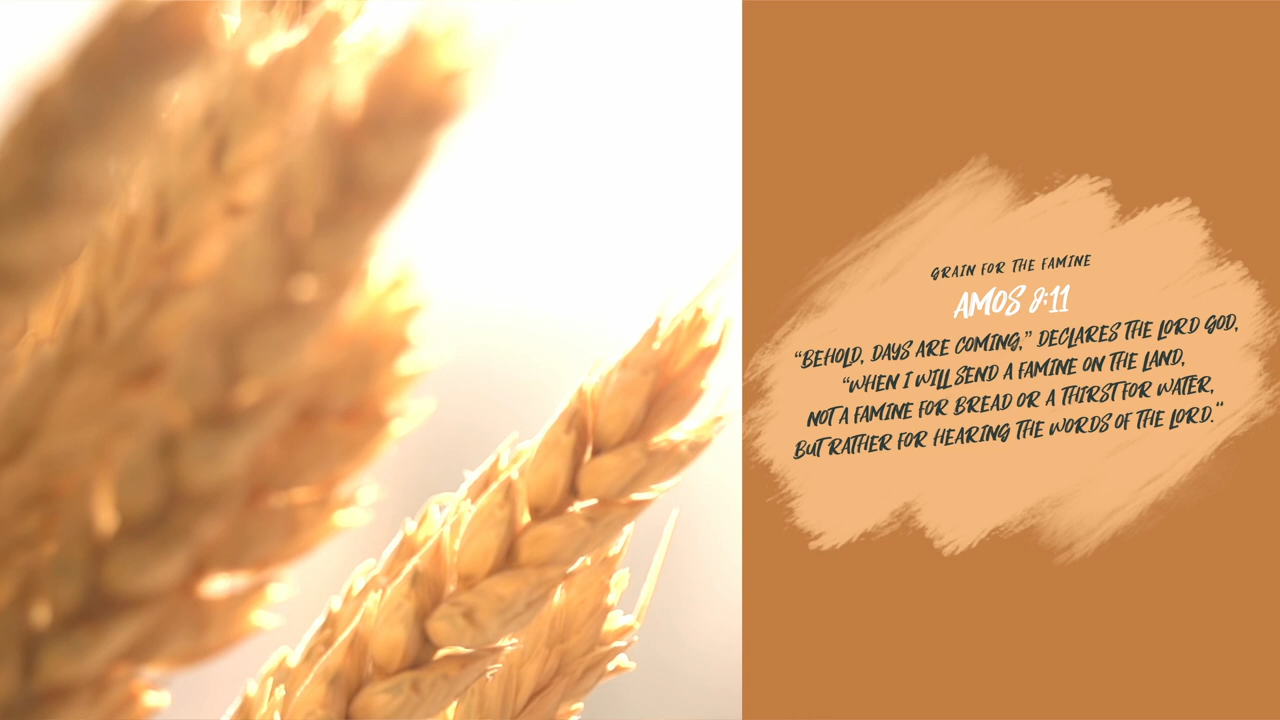 GRAIN FOR THE FAMINE
AMOS 8:11
“BEHOLD, DAYS ARE COMING,” DECLARES THE LORD GOD,
“WHEN I WILL SEND A FAMINE ON THE LAND,
NOT A FAMINE FOR BREAD OR A THIRST FOR WATER,
BUT RATHER FOR HEARING THE WORDS OF THE LORD.“